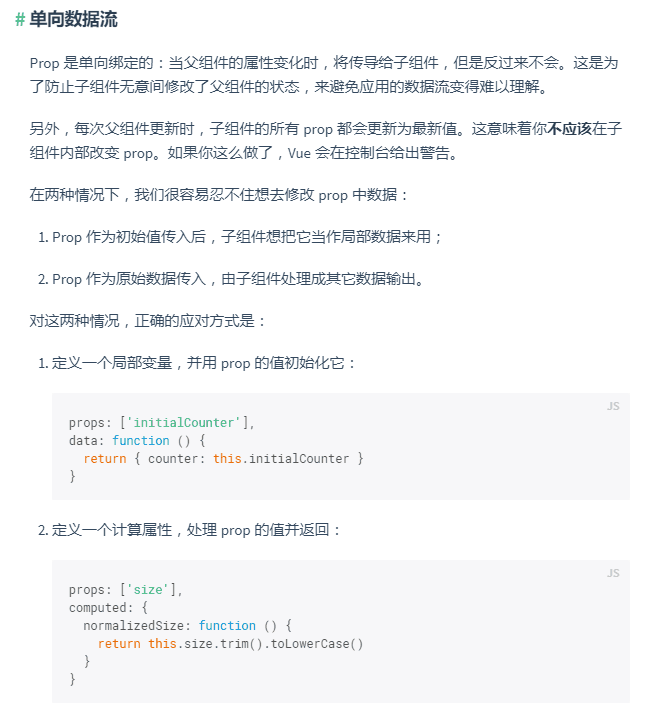 # 单向数据流
Prop 是单向绑定的：当父组件的属性变化时，将传导给子组件，但是反过来不会。这是为
了防止子组件无意间修改了父组件的状态，来避免应用的数据流变得难以理解。
另外，每次父组件更新时，子组件的所有 prop 都会更新为最新值。这意味着你不应该在子
组件内部改变 prop。如果你这么做了，Vue 会在控制台给出警告。
在两种情况下，我们很容易忍不住想去修改 prop 中数据：
1. Prop 作为初始值传入后，子组件想把它当作局部数据来用；
2. Prop 作为原始数据传入，由子组件处理成其它数据输出。
对这两种情况，正确的应对方式是：
1. 定义一个局部变量，并用 prop 的值初始化它：
JS
props: ['initialCounter'],
data: function () {
  return { counter: this.initialCounter }
}
2. 定义一个计算属性，处理 prop 的值并返回：
JS
props: ['size'],
computed: {
  normalizedSize: function () {
    return this.size.trim().toLowerCase()
  }
}